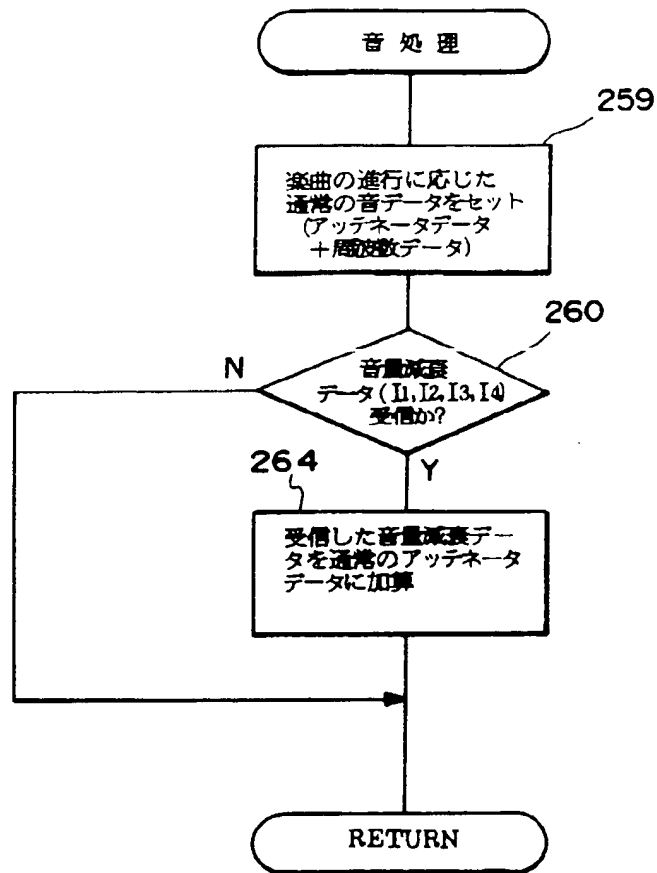 音処理
259
楽曲の進行に応じた
通常の音データをセット
(アッテネータデータ
+周波数データ)
260
音量減衰
データ(I1,I2,I3,I4)
受信か?
N
Y
264
受信した音量減衰デー
タを通常のアッテネータ
データに加算
RETURN